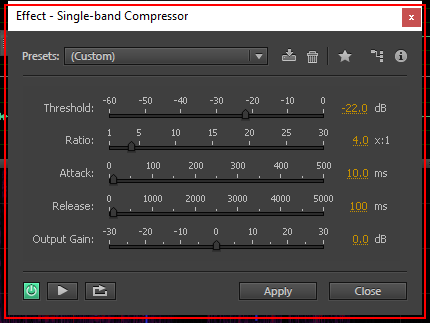 Effect - Single-band Compressor x
Presets: (Custom)
Threshold: -60 -50 -40 -30 -20 -10 0 -22.0 dB
Ratio: 1 5 10 15 20 25 30 4.0 x:1
Attack: 0 100 200 300 400 500 10.0 ms
Release: 0 1000 2000 3000 4000 5000 100 ms
Output Gain: -30 -20 -10 0 10 20 30 0.0 dB
Apply Close